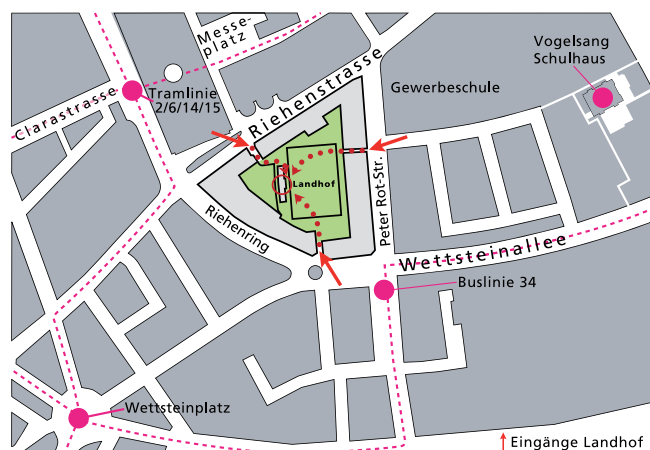 Messe-
platz
Vogelsang
Schulhaus
Tramlinie
2/6/14/15
Clarastrasse
Riehenstrasse
Gewerbeschule
Landhof
Peter Rot-Str.
Riehenring
Wettsteinallee
Buslinie 34
Wettsteinplatz
Eingänge Landhof